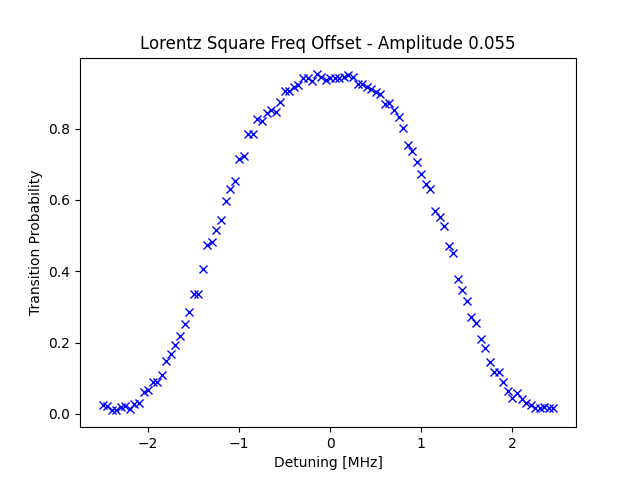 Lorentz Square Freq Offset - Amplitude 0.055
Transition Probability
0.8
0.6
0.4
0.2
0.0
−2 −1 0 1 2
Detuning [MHz]